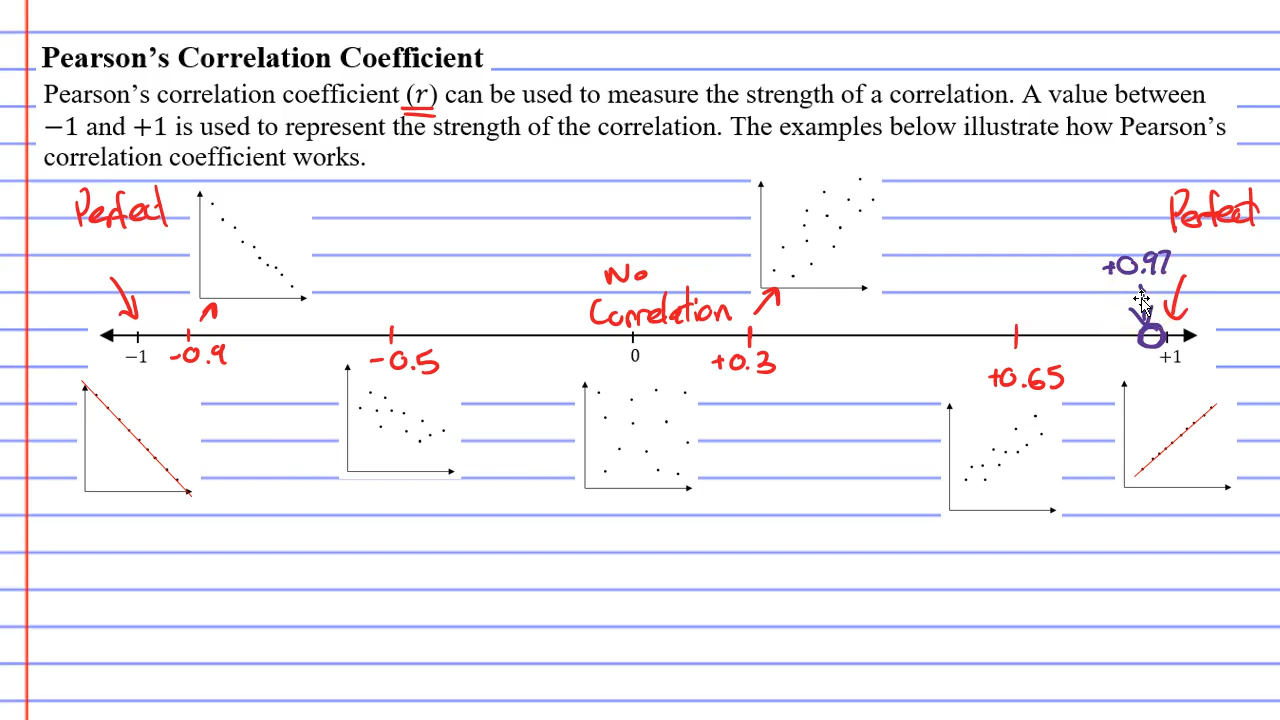 Pearson’s Correlation Coefficient
Pearson’s correlation coefficient (r) can be used to measure the strength of a correlation. A value between
−1 and +1 is used to represent the strength of the correlation. The examples below illustrate how Pearson’s
correlation coefficient works.
Perfect
Perfect
+0.97
No
Correlation
−1
-0.9
-0.5
0
+0.3
+0.65
+1